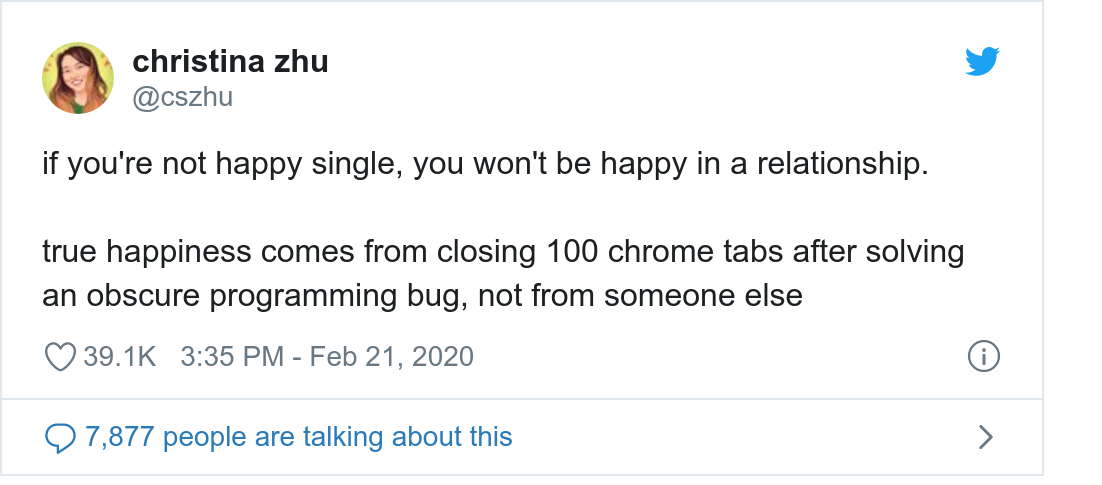 christina zhu
@cszhu
if you're not happy single, you won't be happy in a relationship.
true happiness comes from closing 100 chrome tabs after solving
an obscure programming bug, not from someone else
39.1K 3:35 PM - Feb 21, 2020
7,877 people are talking about this